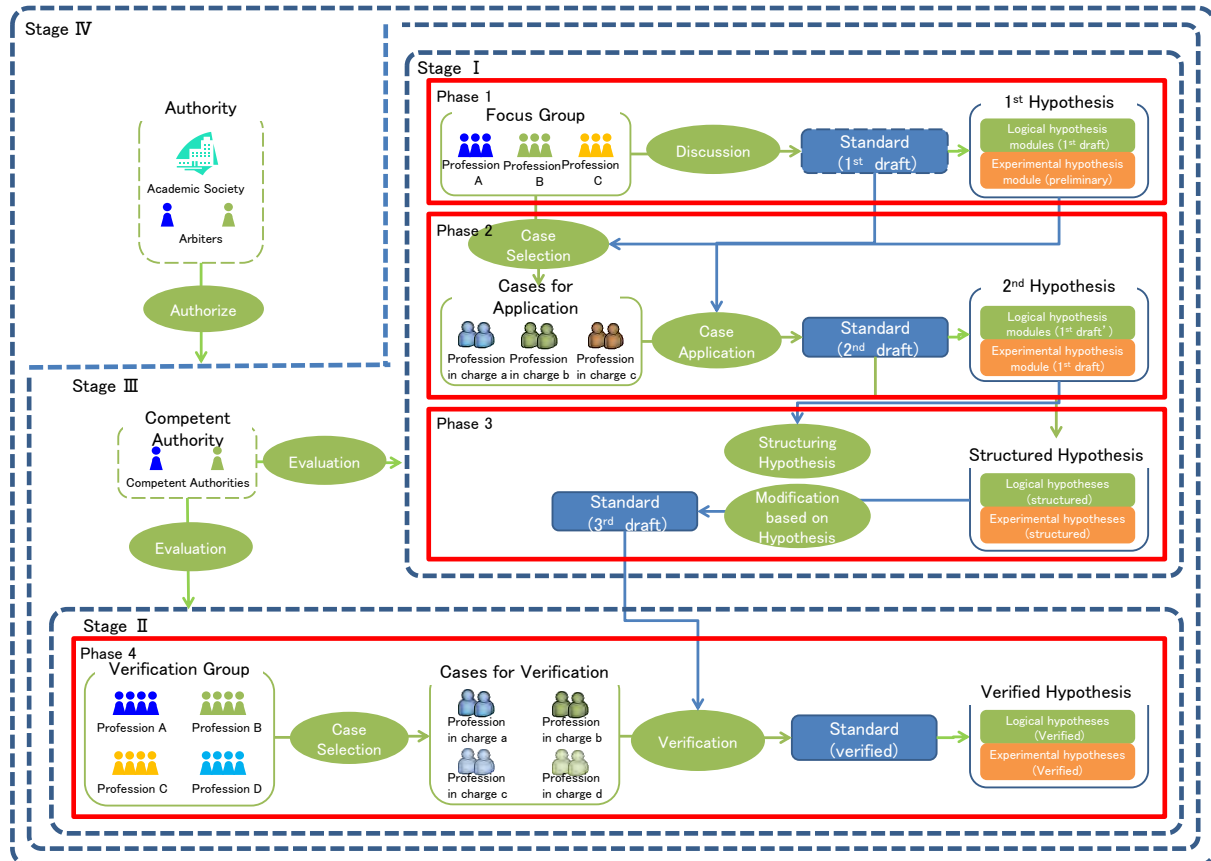 Stage Ⅳ
Authority
Academic Society
Arbiters
Authorize
Stage Ⅰ
Phase 1
Focus Group
Profession
A
Profession
B
Profession
C
Discussion
Standard
(1st draft)
1st Hypothesis
Logical hypothesis
modules (1st draft)
Experimental hypothesis
module (preliminary)
Phase 2
Case
Selection
Cases for
Application
Profession
in charge a
Profession
in charge b
Profession
in charge c
Case
Application
Standard
(2nd draft)
2nd Hypothesis
Logical hypothesis
modules (1st draft’)
Experimental hypothesis
module (1st draft)
Phase 3
Structuring
Hypothesis
Structured Hypothesis
Logical hypotheses
(structured)
Experimental hypotheses
(structured)
Modification
based on
Hypothesis
Standard
(3rd draft)
Stage Ⅲ
Competent
Authority
Competent Authorities
Evaluation
Evaluation
Stage Ⅱ
Phase 4
Verification Group
Profession A
Profession B
Profession C
Profession D
Case
Selection
Cases for Verification
Profession
in charge a
Profession
in charge b
Profession
in charge c
Profession
in charge d
Verification
Standard
(verified)
Verified Hypothesis
Logical hypotheses
(Verified)
Experimental hypotheses
(Verified)